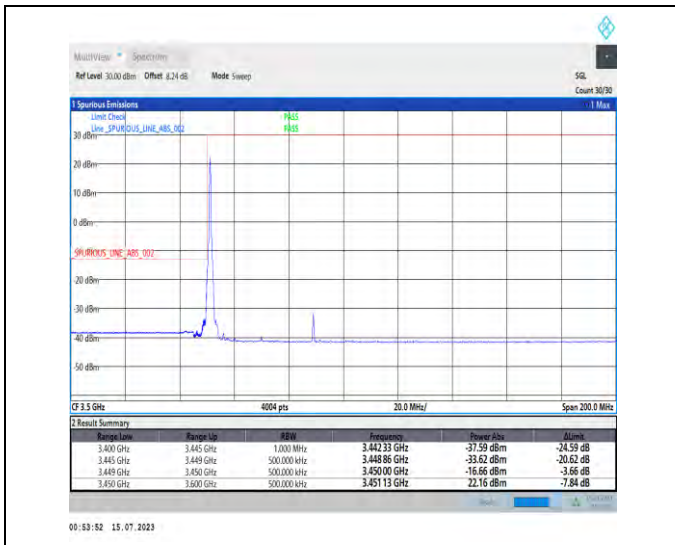 MultiView Spectrum
Ref Level 30.00 dBm Offset 8.24 dB Mode Sweep SGL
Count 30/30
1 Spurious Emissions 1 Max
Limit Check PASS
Line _SPURIOUS_LINE_ABS_002 PASS
30 dBm
20 dBm
10 dBm
0 dBm
_SPURIOUS_LINE_ABS_002
-20 dBm
-30 dBm
-40 dBm
-50 dBm
CF 3.5 GHz 4004 pts 20.0 MHz/ Span 200.0 MHz
2 Result Summary
Range Low Range Up RBW Frequency Power Abs ΔLimit
3.400 GHz 3.445 GHz 1.000 MHz 3.442 33 GHz -37.59 dBm -24.59 dB
3.445 GHz 3.449 GHz 500.000 kHz 3.448 86 GHz -33.62 dBm -20.62 dB
3.449 GHz 3.450 GHz 500.000 kHz 3.450 00 GHz -16.66 dBm -3.66 dB
3.450 GHz 3.600 GHz 500.000 kHz 3.451 13 GHz 22.16 dBm -7.84 dB
00:53:52 15.07.2023